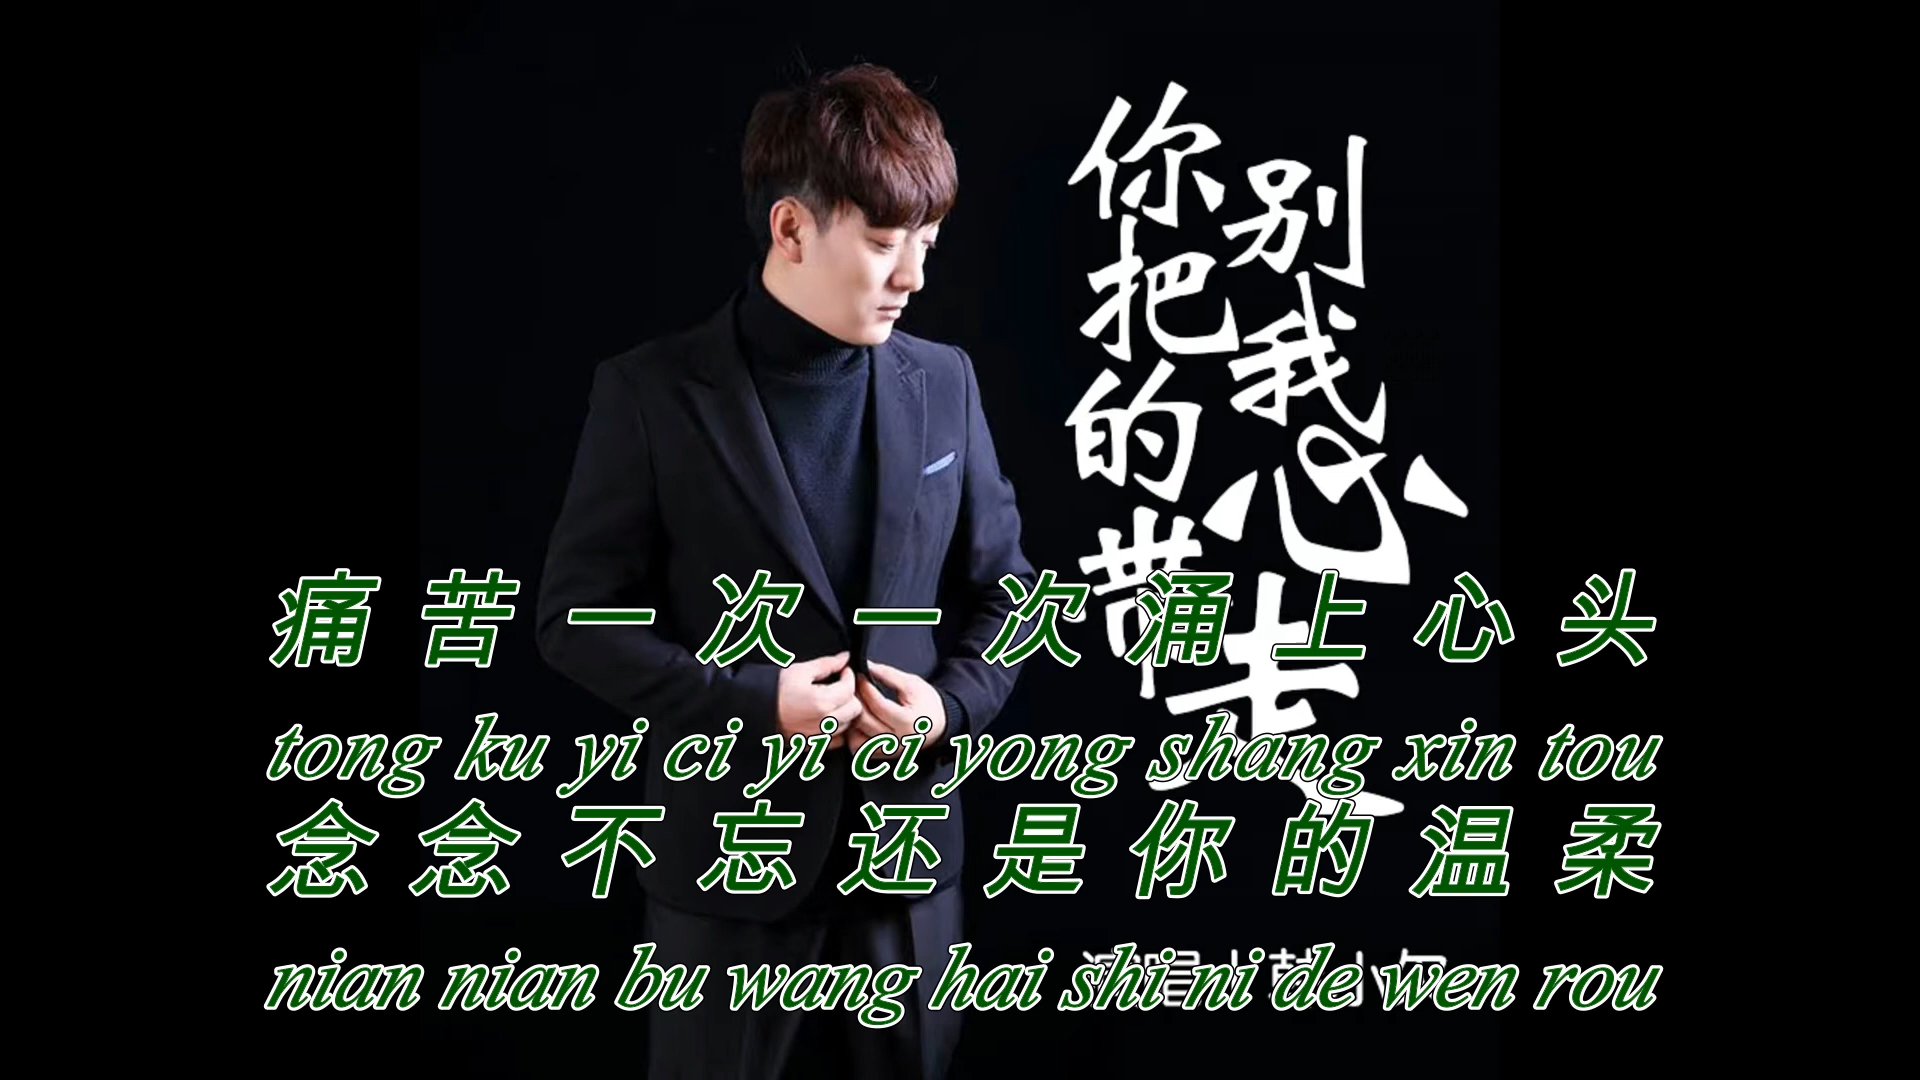 你别把我的心带走
痛苦一次一次涌上心头
tong ku yi ci yi ci yong shang xin tou
念念不忘还是你的温柔
nian nian bu wang hai shi ni de wen rou